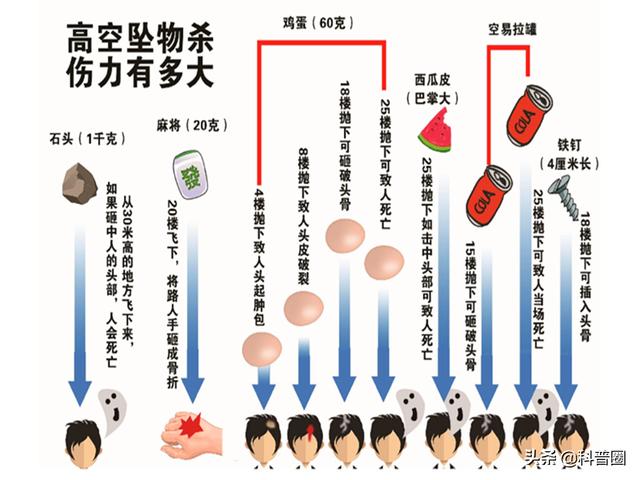 高空坠物杀
伤力有多大
石头（1千克）
从30米高的地方飞下来，
如果砸中人的头部，人会死亡
麻将（20克）
發
20楼飞下，将路人手砸成骨折
鸡蛋（60克）
4楼抛下致人头起肿包
8楼抛下致人头皮破裂
18楼抛下可砸破头骨
25楼抛下可致人死亡
西瓜皮
（巴掌大）
25楼抛下如击中头部可致人死亡
空易拉罐
COLA
15楼抛下可砸破头骨
COLA
25楼抛下可致人当场死亡
铁钉
（4厘米长）
18楼抛下可插入头骨
头条 @科普圈